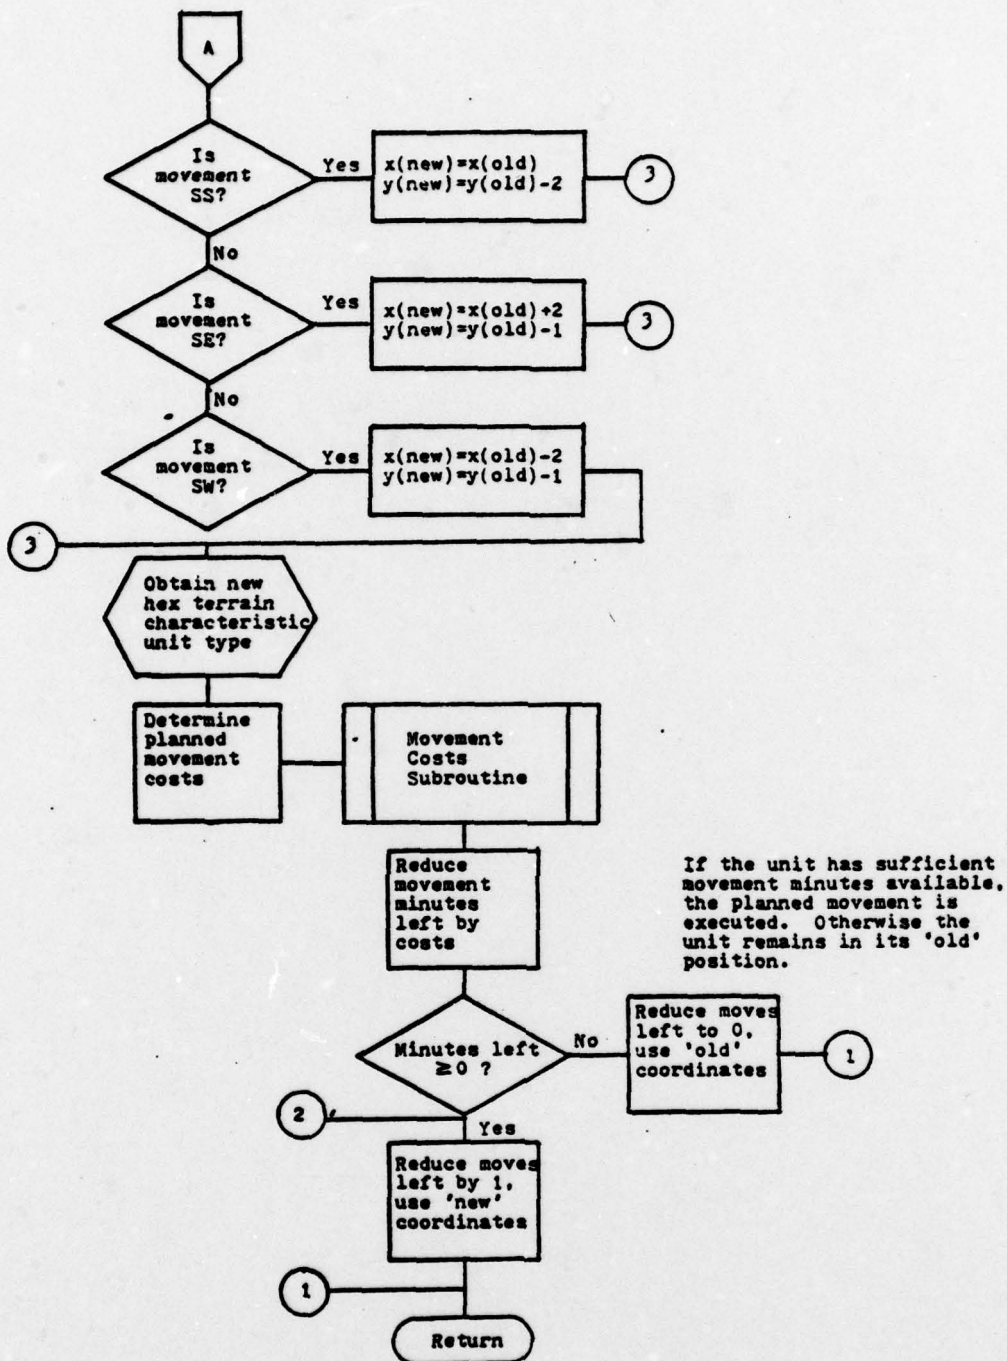 A
Is
movement
SS?
Yes
x(new)=x(old)
y(new)=y(old)-2
3
No
Is
movement
SE?
Yes
x(new)=x(old)+2
y(new)=y(old)-1
3
No
Is
movement
SW?
Yes
x(new)=x(old)-2
y(new)=y(old)-1
3
Obtain new
hex terrain
characteristic
unit type
Determine
planned
movement
costs
Movement
Costs
Subroutine
Reduce
movement
minutes
left by
costs
If the unit has sufficient
movement minutes available,
the planned movement is
executed. Otherwise the
unit remains in its 'old'
position.
Minutes left
≧0 ?
No
Reduce moves
left to 0,
use 'old'
coordinates
1
2
Yes
Reduce moves
left by 1,
use 'new'
coordinates
1
Return